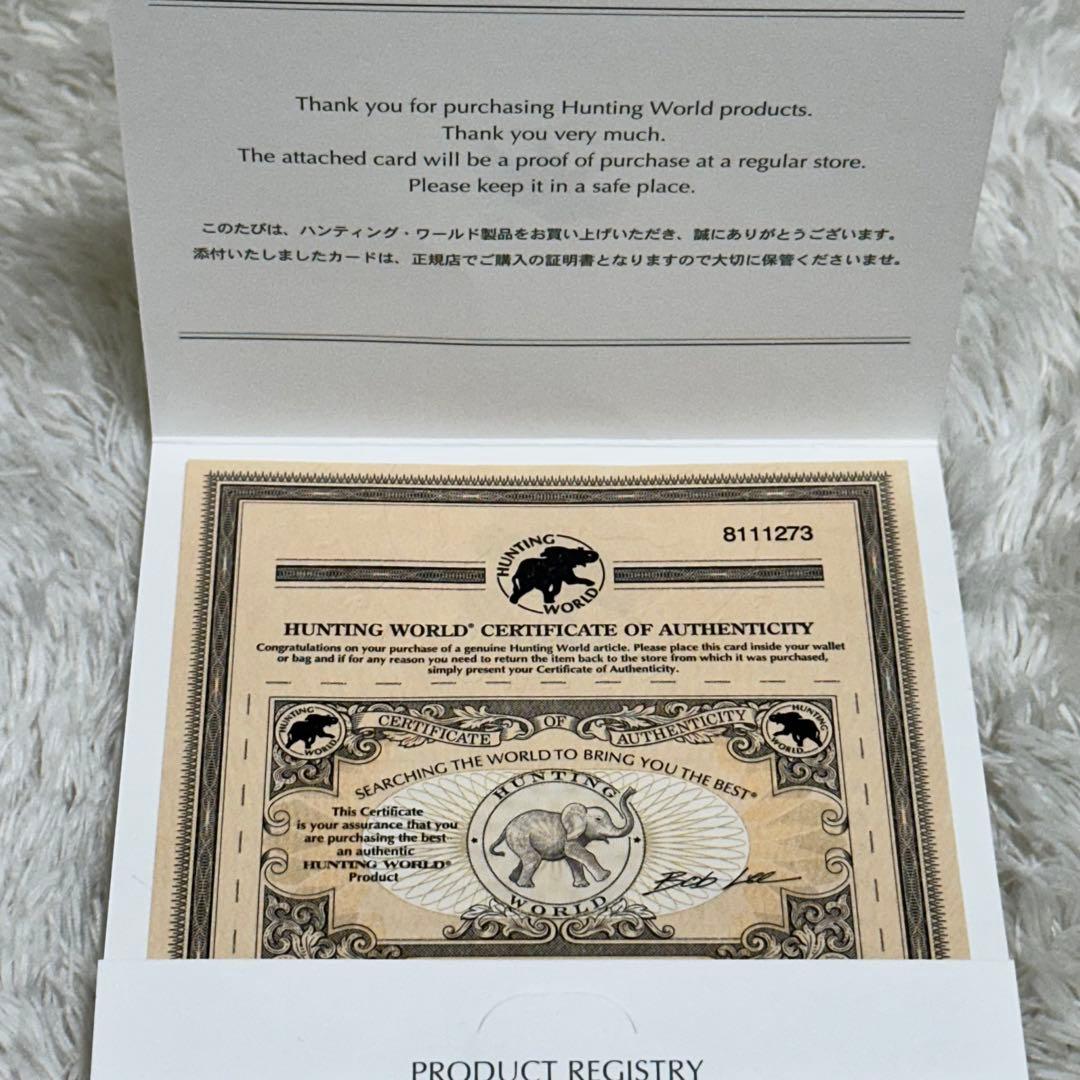 Thank you for purchasing Hunting World products.
Thank you very much.
The attached card will be a proof of purchase at a regular store.
Please keep it in a safe place.
このたびは、ハンティング・ワールド製品をお買い上げいただき、誠にありがとうございます。
添付いたしましたカードは、正規店でご購入の証明書となりますので大切に保管くださいませ。
8111273
HUNTING
WORLD
HUNTING WORLD® CERTIFICATE OF AUTHENTICITY
Congratulations on your purchase of a genuine Hunting World article. Please place this card inside your wallet
or bag and if for any reason you need to return the item back to the store from which it was purchased,
simply present your Certificate of Authenticity.
HUNTING
WORLD
CERTIFICATE OF AUTHENTICITY
HUNTING
WORLD
SEARCHING THE WORLD TO BRING YOU THE BEST®
This Certificate
is your assurance that you
are purchasing the best
an authentic
HUNTING WORLD®
Product
HUNTING
WORLD
Bob Lee
PRODUCT REGISTRY